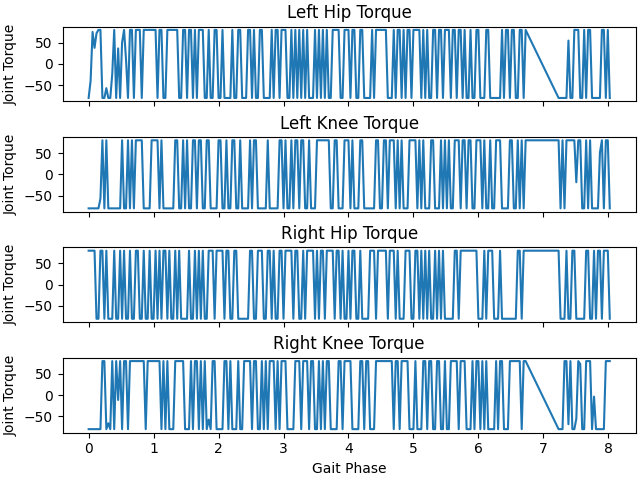 Left Hip Torque
Joint Torque
50
0
−50
Left Knee Torque
Joint Torque
50
0
−50
Right Hip Torque
Joint Torque
50
0
−50
Right Knee Torque
Joint Torque
50
0
−50
0 1 2 3 4 5 6 7 8
Gait Phase